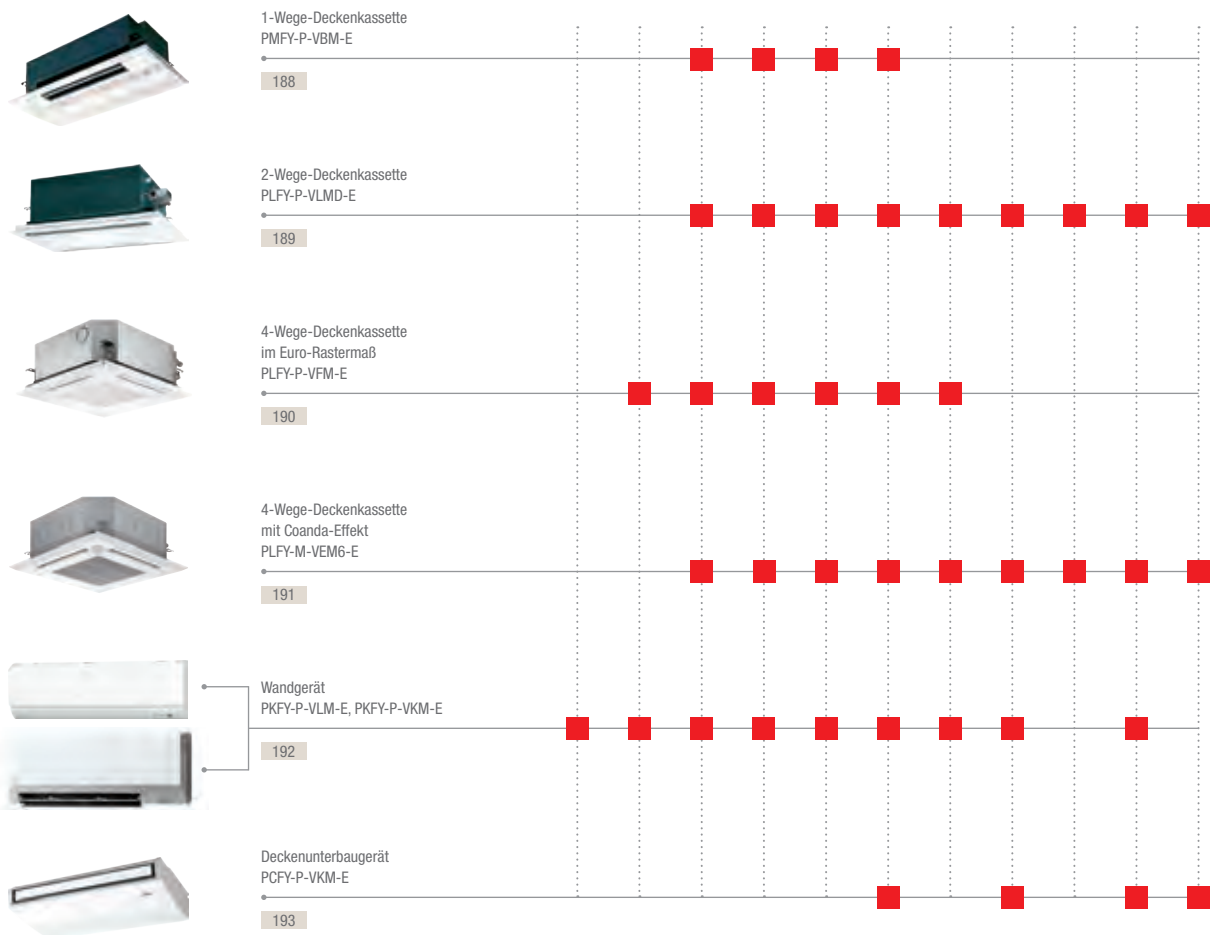 1-Wege-Deckenkassette
PMFY-P-VBM-E
188
2-Wege-Deckenkassette
PLFY-P-VLMD-E
189
4-Wege-Deckenkassette
im Euro-Rastermaß
PLFY-P-VFM-E
190
4-Wege-Deckenkassette
mit Coanda-Effekt
PLFY-M-VEM6-E
191
Wandgerät
PKFY-P-VLM-E, PKFY-P-VKM-E
192
Deckenunterbaugerät
PCFY-P-VKM-E
193